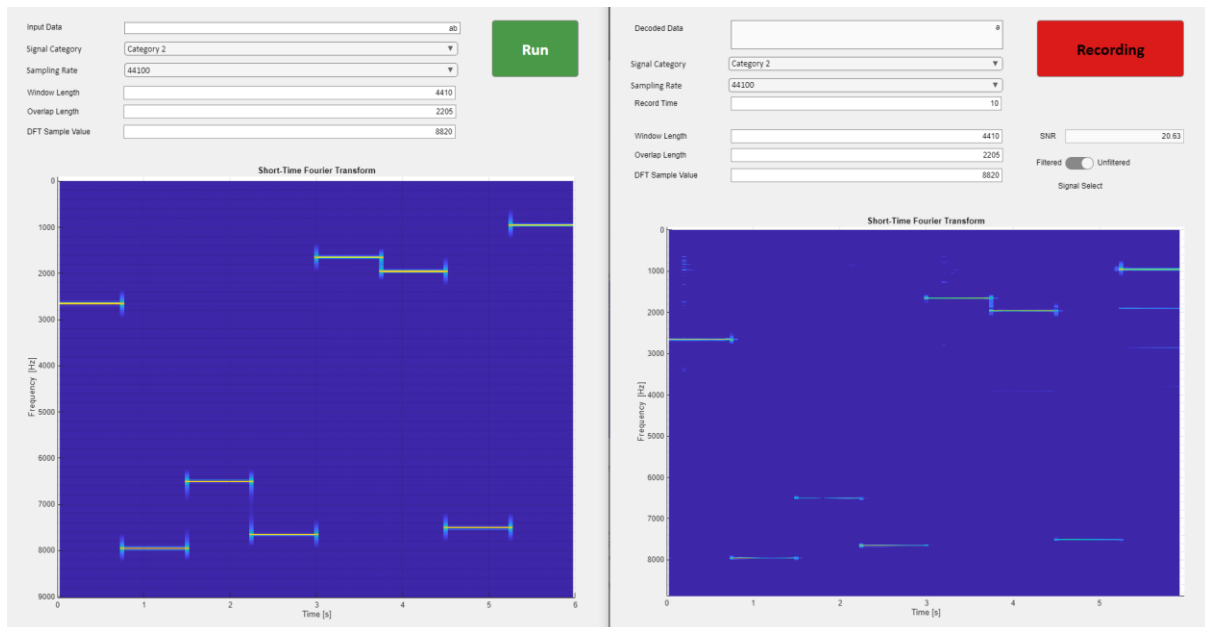 Input Data
ab
Signal Category
Category 2
Sampling Rate
44100
Window Length
4410
Overlap Length
2205
DFT Sample Value
8820
Run
Short-Time Fourier Transform
0
1000
2000
3000
4000
5000
6000
7000
8000
9000
Frequency [Hz]
0 1 2 3 4 5 6
Time [s]
Decoded Data
a
Signal Category
Category 2
Sampling Rate
44100
Record Time
10
Recording
Window Length
4410
Overlap Length
2205
DFT Sample Value
8820
SNR
20.63
Filtered Unfiltered
Signal Select
Short-Time Fourier Transform
0
1000
2000
3000
4000
5000
6000
7000
8000
Frequency [Hz]
0 1 2 3 4 5
Time [s]